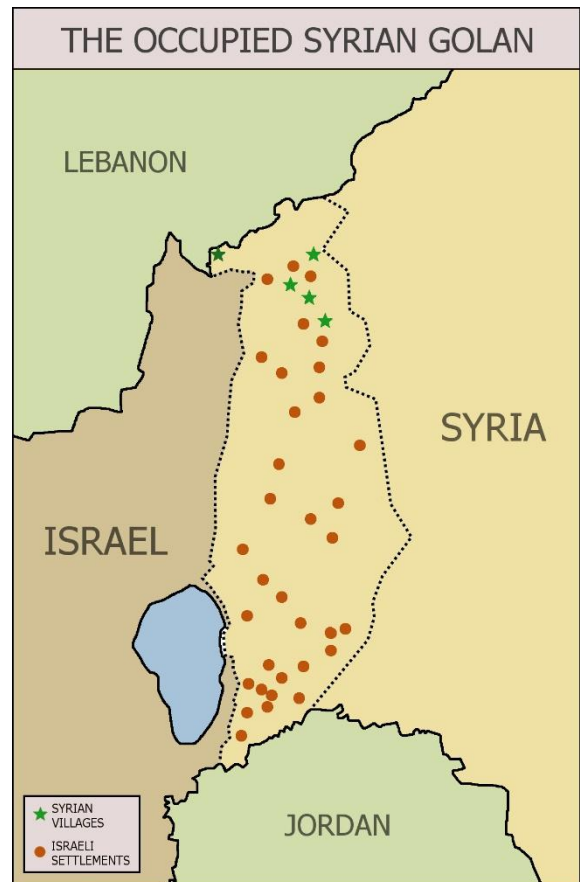 THE OCCUPIED SYRIAN GOLAN
LEBANON
SYRIA
ISRAEL
JORDAN
SYRIAN
VILLAGES
ISRAELI
SETTLEMENTS